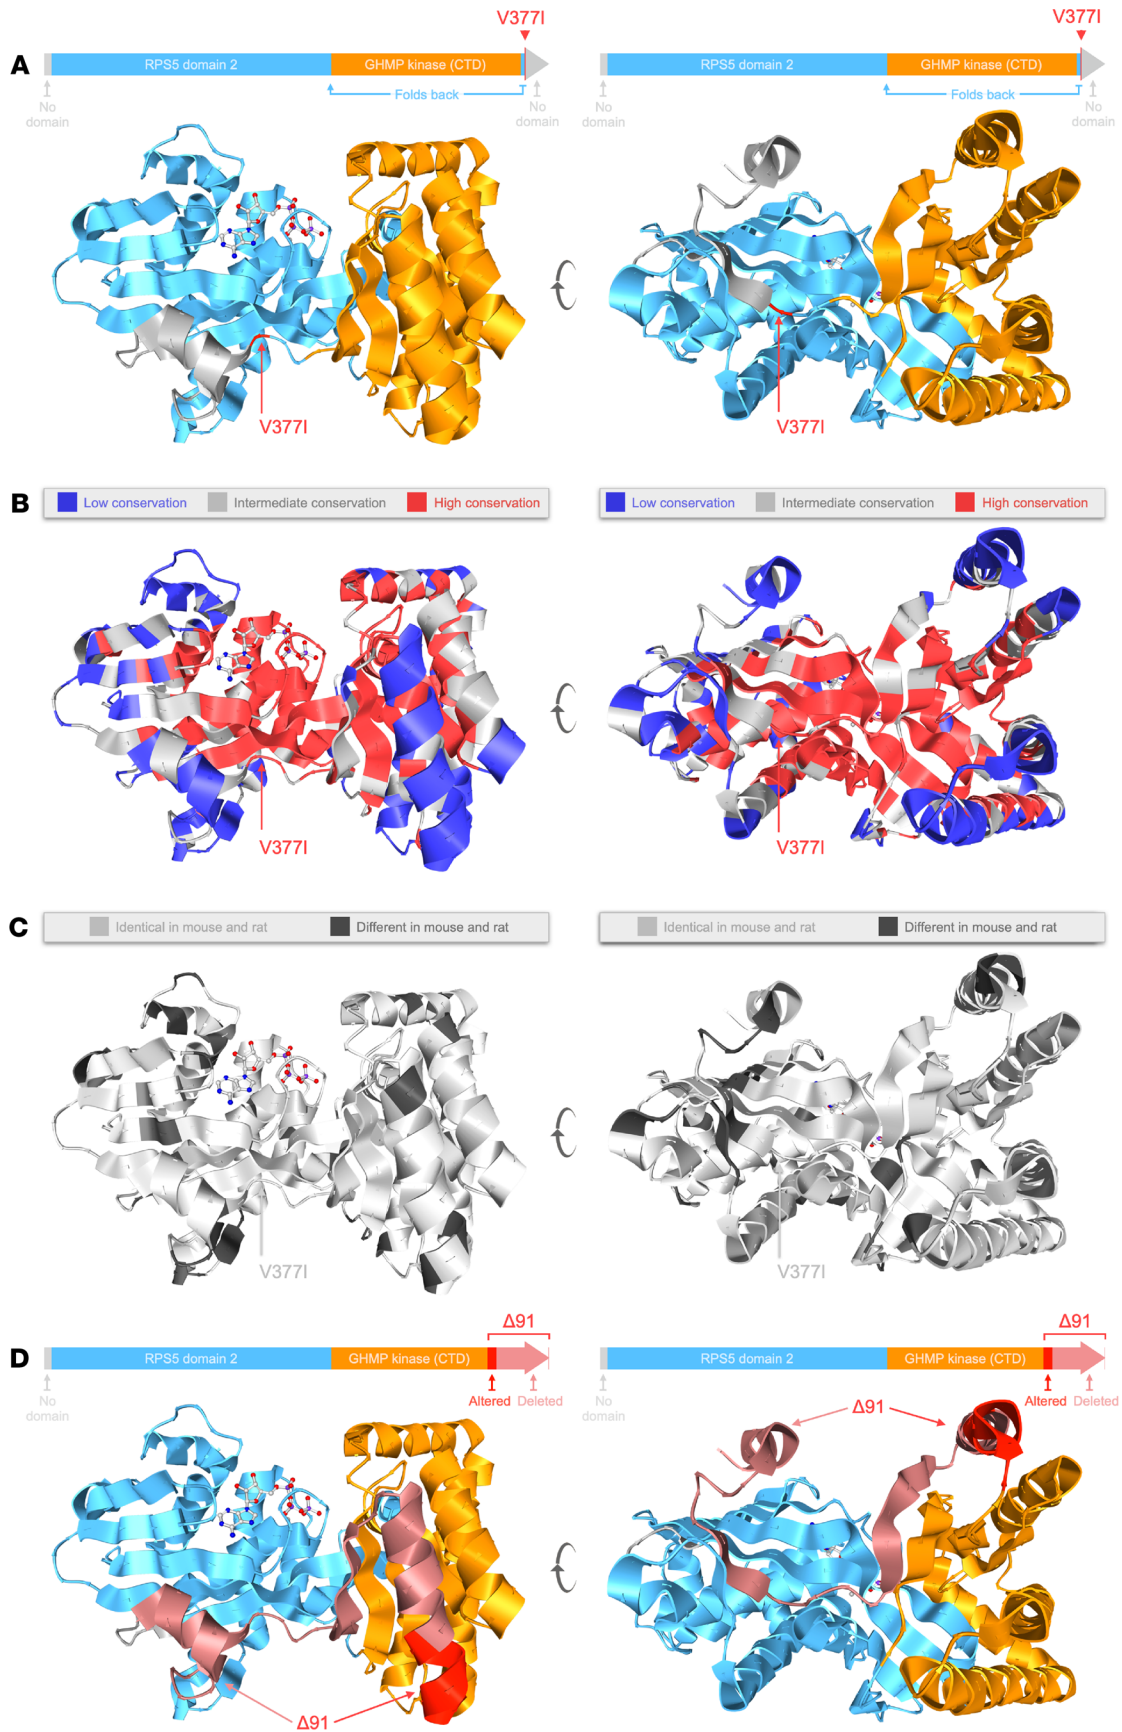 V377I V377I
A RPS5 domain 2 GHMP kinase (CTD) RPS5 domain 2 GHMP kinase (CTD)
Folds back Folds back
No domain No domain No domain No domain
V377I V377I
B Low conservation Intermediate conservation High conservation Low conservation Intermediate conservation High conservation
V377I V377I
C Identical in mouse and rat Different in mouse and rat Identical in mouse and rat Different in mouse and rat
V377I V377I
Δ91 Δ91
D RPS5 domain 2 GHMP kinase (CTD) RPS5 domain 2 GHMP kinase (CTD)
No domain Altered Deleted No domain Altered Deleted
Δ91
Δ91